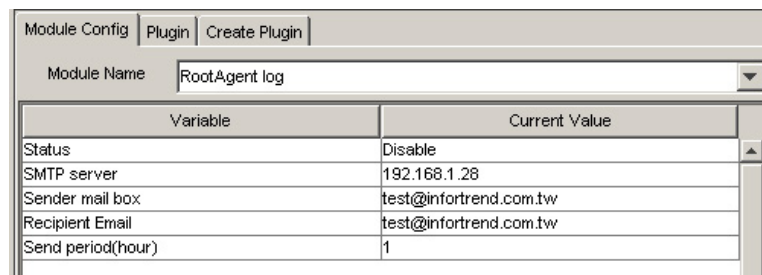 Module Config Plugin Create Plugin
Module Name RootAgent log
Variable Current Value
Status Disable
SMTP server 192.168.1.28
Sender mail box test@infortrend.com.tw
Recipient Email test@infortrend.com.tw
Send period(hour) 1